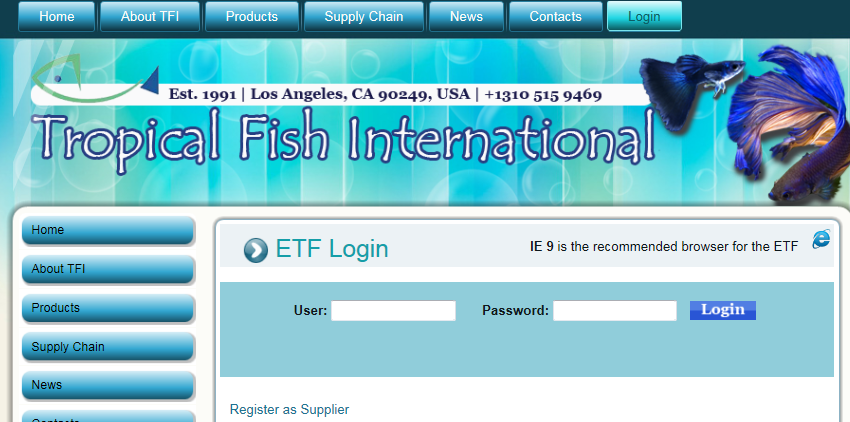 Home About TFI Products Supply Chain News Contacts Login
Est. 1991 | Los Angeles, CA 90249, USA | +1310 515 9469
Tropical Fish International
Home
About TFI
Products
Supply Chain
News
Contacts
ETF Login
IE 9 is the recommended browser for the ETF
User: Password: Login
Register as Supplier